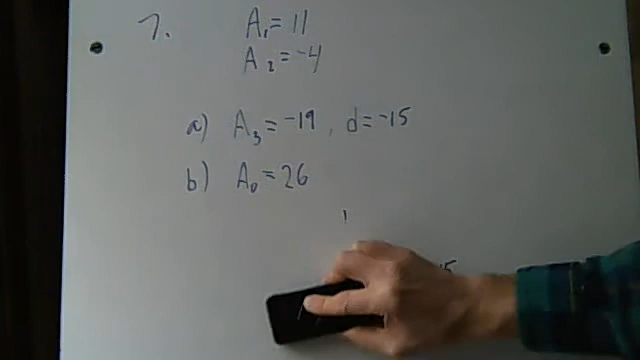 7. A₁ = 11
A₂ = -4
a) A₃ = -19, d = -15
b) A₀ = 26